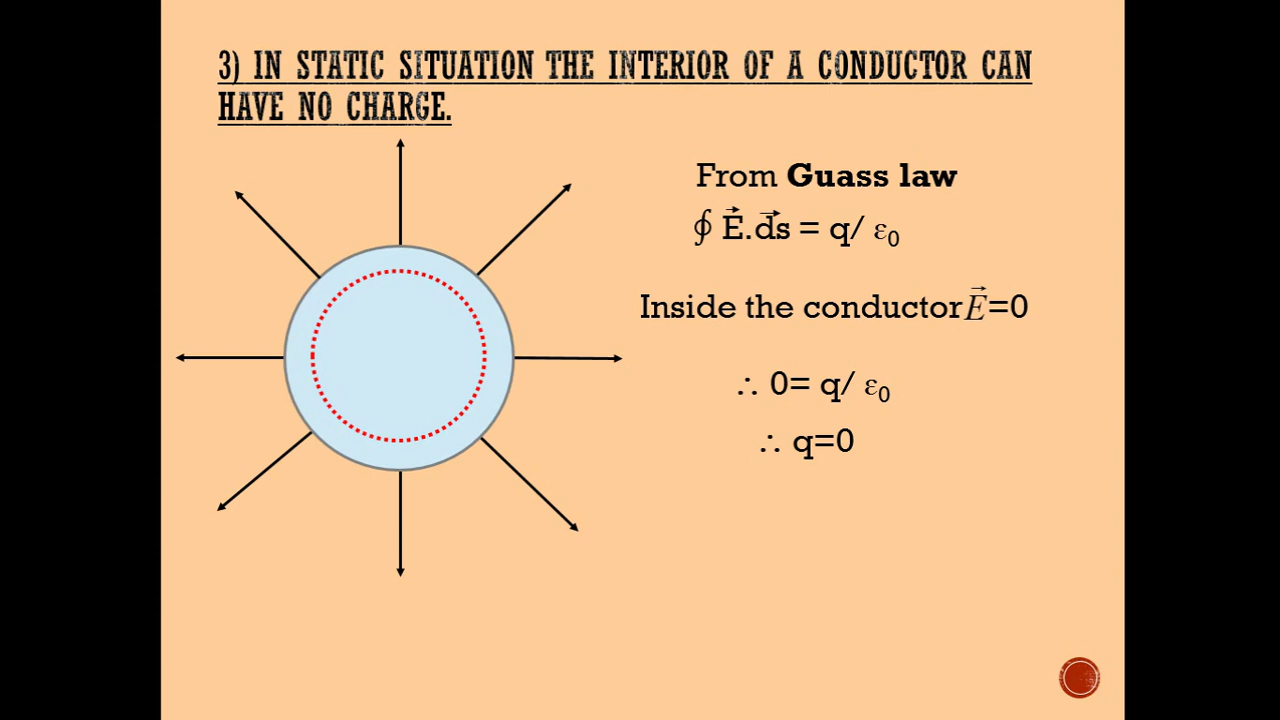 3) IN STATIC SITUATION THE INTERIOR OF A CONDUCTOR CAN
HAVE NO CHARGE.
From Guass law
∮ E⃗.ds⃗ = q/ ε₀
Inside the conductor E⃗=0
∴ 0= q/ ε₀
∴ q=0